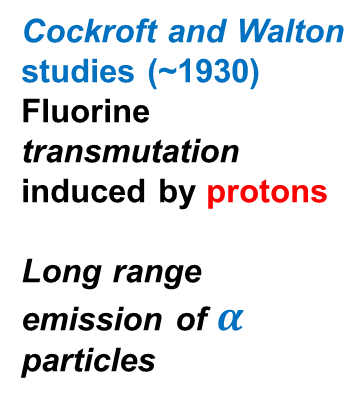 Cockroft and Walton
studies (~1930)
Fluorine
transmutation
induced by protons
Long range
emission of α
particles